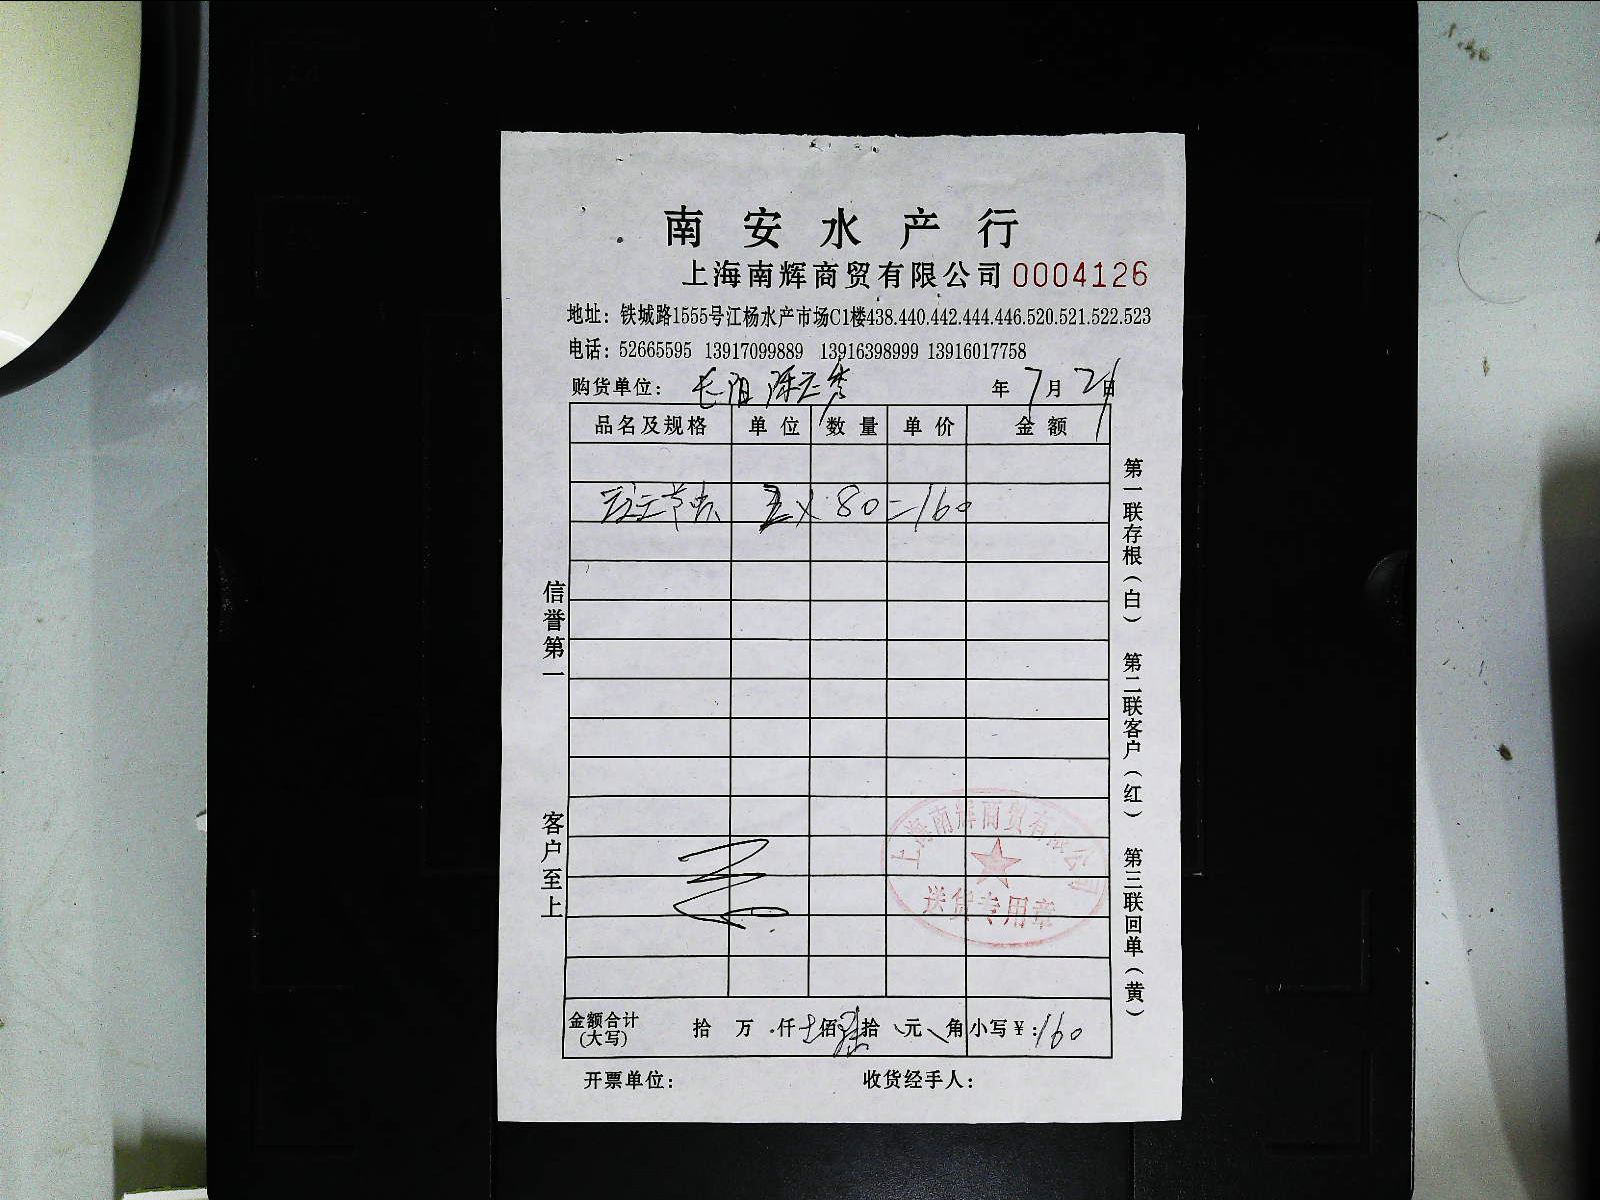 南安水产行
上海南辉商贸有限公司 0004126
地址：铁城路1555号江杨水产市场C1楼438.440.442.444.446.520.521.522.523
电话：52665595 13917099889 13916398999 13916017758
购货单位： 年 7月 21日
品名及规格 单位 数量 单价 金额
2 × 80 = 160
信誉第一
客户至上
第一联存根（白） 第二联客户（红） 第三联回单（黄）
上海南辉商贸有限公司
送货专用章
金额合计（大写） 拾 万 仟 佰 陆拾 元 角 小写¥：160
开票单位： 收货经手人：